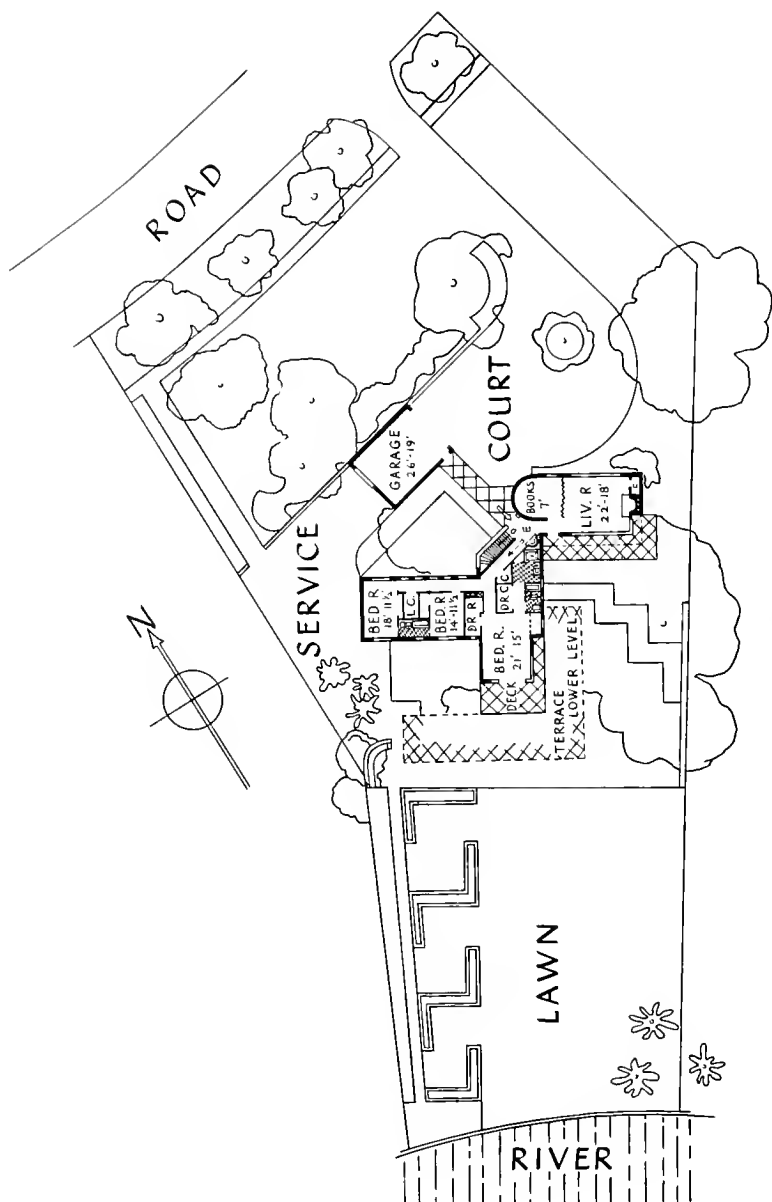 ROAD
N
GARAGE
26'-19'
COURT
SERVICE
BOOKS
7'
LIV. R
22'-18'
BED R.
18'-11½
L.C.
BED. R.
14'-11½
DR. R.
DR.C.
C.
BED. R.
21' 15'
DECK
TERRACE
LOWER LEVEL
LAWN
RIVER